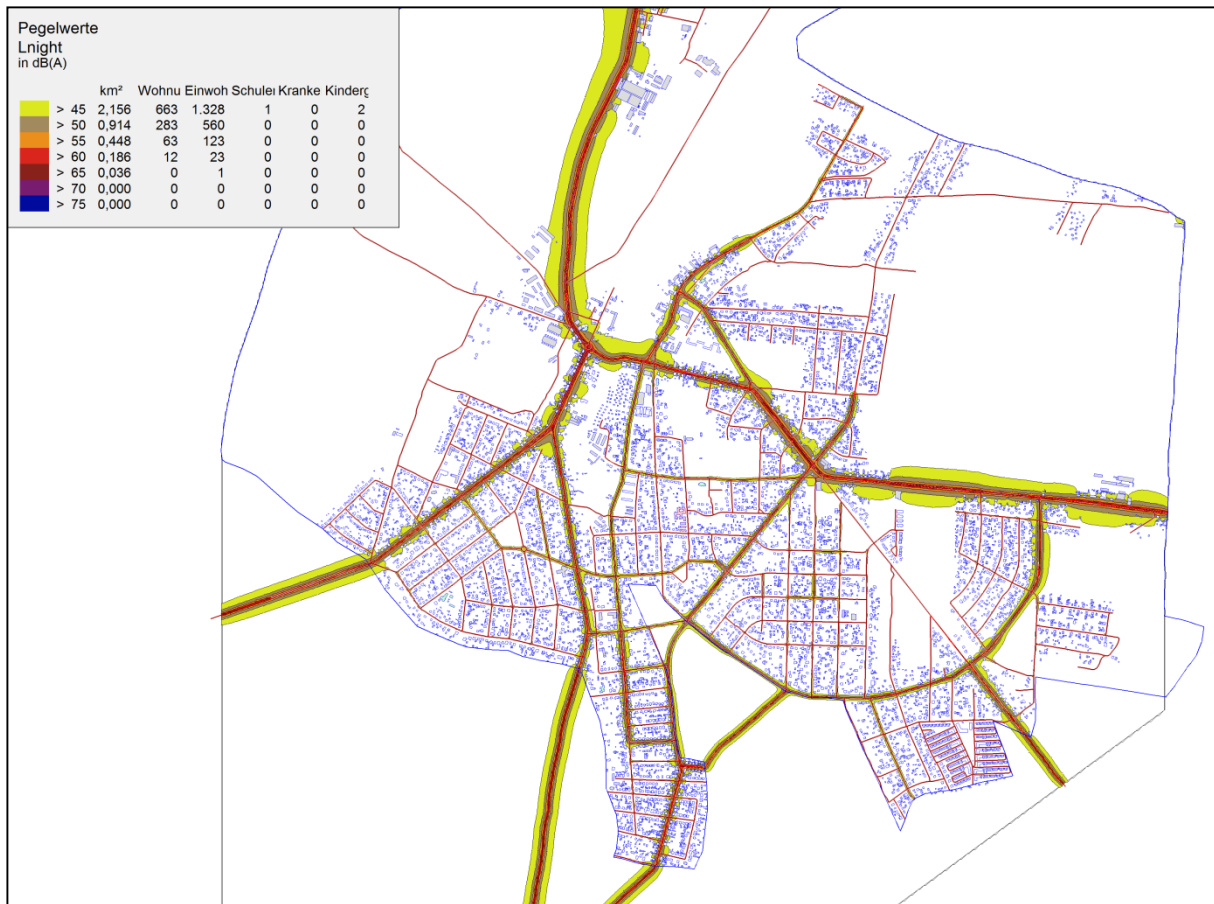 Pegelwerte
Lnight
in dB(A)
km² Wohnu Einwoh Schuler Kranke Kinderg
> 45 2,156 663 1.328 1 0 2
> 50 0,914 283 560 0 0 0
> 55 0,448 63 123 0 0 0
> 60 0,186 12 23 0 0 0
> 65 0,036 0 1 0 0 0
> 70 0,000 0 0 0 0 0
> 75 0,000 0 0 0 0 0